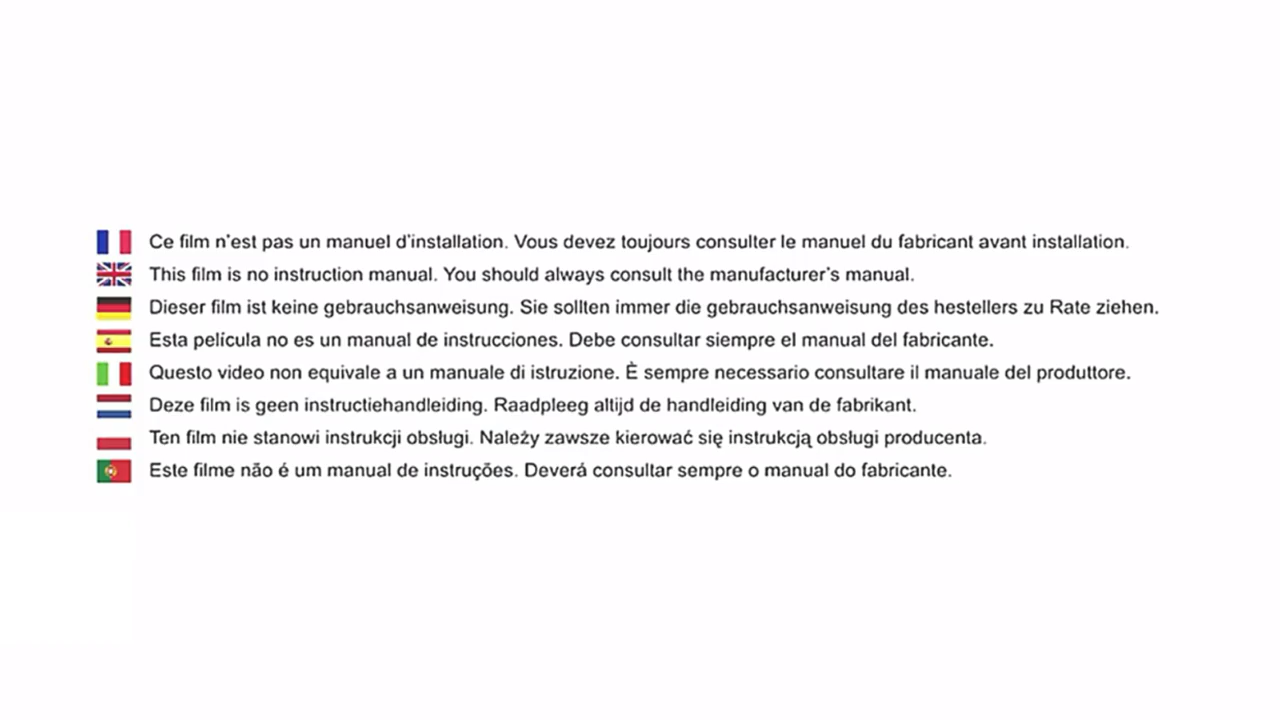 Ce film n'est pas un manuel d'installation. Vous devez toujours consulter le manuel du fabricant avant installation.
This film is no instruction manual. You should always consult the manufacturer's manual.
Dieser film ist keine gebrauchsanweisung. Sie sollten immer die gebrauchsanweisung des hestellers zu Rate ziehen.
Esta película no es un manual de instrucciones. Debe consultar siempre el manual del fabricante.
Questo video non equivale a un manuale di istruzione. È sempre necessario consultare il manuale del produttore.
Deze film is geen instructiehandleiding. Raadpleeg altijd de handleiding van de fabrikant.
Ten film nie stanowi instrukcji obsługi. Należy zawsze kierować się instrukcją obsługi producenta.
Este filme não é um manual de instruções. Deverá consultar sempre o manual do fabricante.